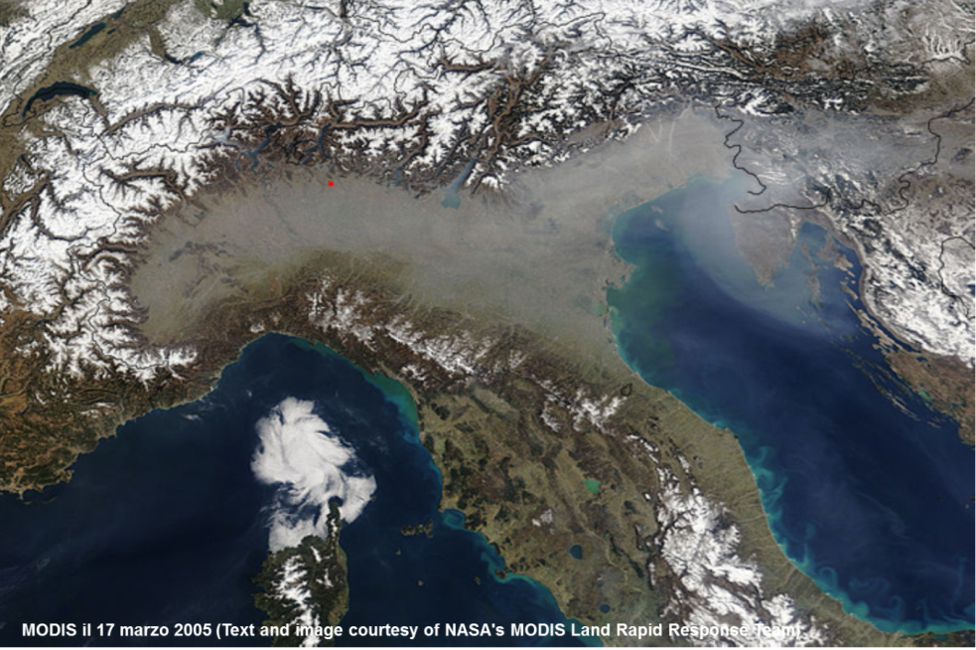 MODIS il 17 marzo 2005 (Text and image courtesy of NASA's MODIS Land Rapid Response Team)